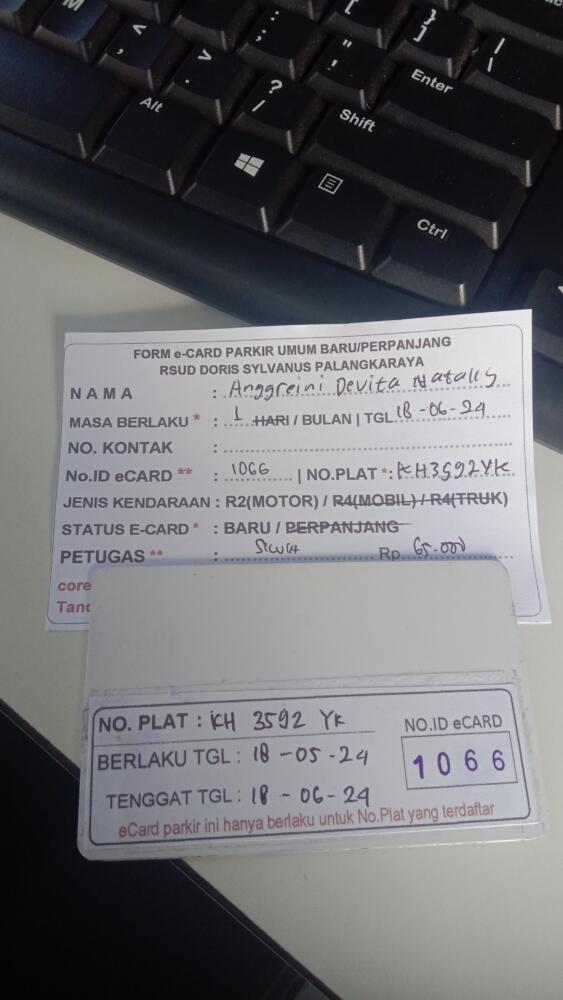 M
<
,
>
.
:
;
"
'
{
[
}
]
|
\
?
/
Enter
Alt
Shift
Ctrl
FORM e-CARD PARKIR UMUM BARU/PERPANJANG
RSUD DORIS SYLVANUS PALANGKARAYA
NAMA : Anggreini Devita Natalis
MASA BERLAKU * : 1 HARI / BULAN | TGL 18-06-24
NO. KONTAK :
No.ID eCARD ** : 1066 | NO.PLAT *: KH3592YK
JENIS KENDARAAN : R2(MOTOR) / R4(MOBIL) / R4(TRUK)
STATUS E-CARD * : BARU / PERPANJANG
PETUGAS ** : Rp 65.000
core
Tand
NO. PLAT : KH 3592 YK
NO.ID eCARD
BERLAKU TGL : 18-05-24
1066
TENGGAT TGL : 18-06-24
eCard parkir ini hanya berlaku untuk No.Plat yang terdaftar